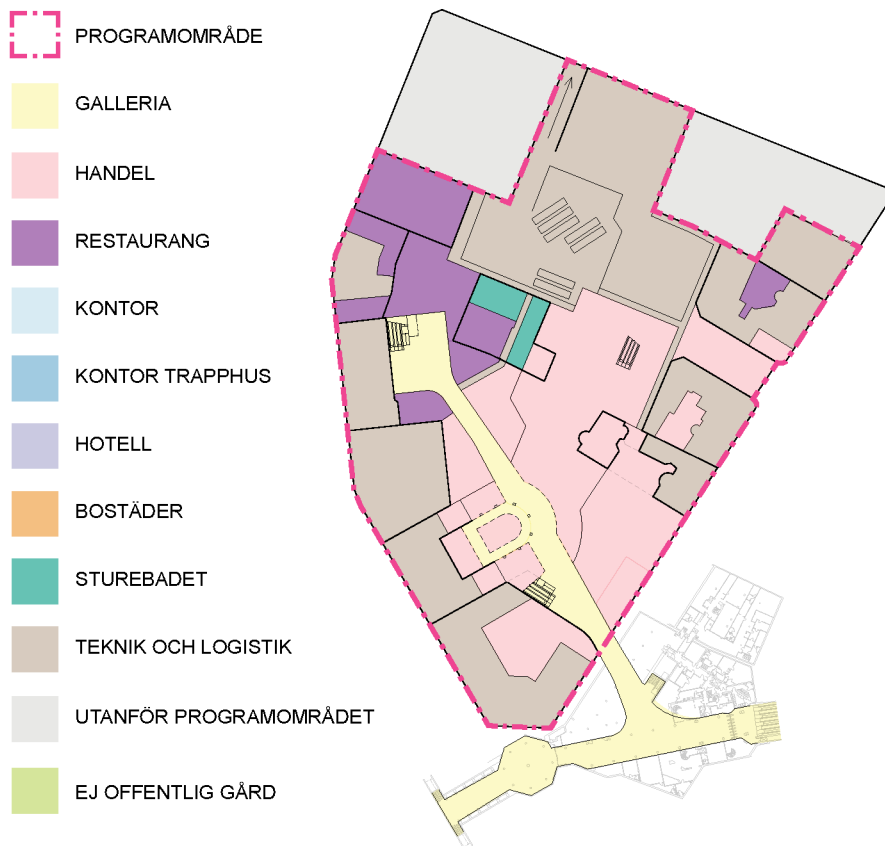 PROGRAMOMRÅDE
GALLERIA
HANDEL
RESTAURANG
KONTOR
KONTOR TRAPPHUS
HOTELL
BOSTÄDER
STUREBADET
TEKNIK OCH LOGISTIK
UTANFÖR PROGRAMOMRÅDET
EJ OFFENTLIG GÅRD